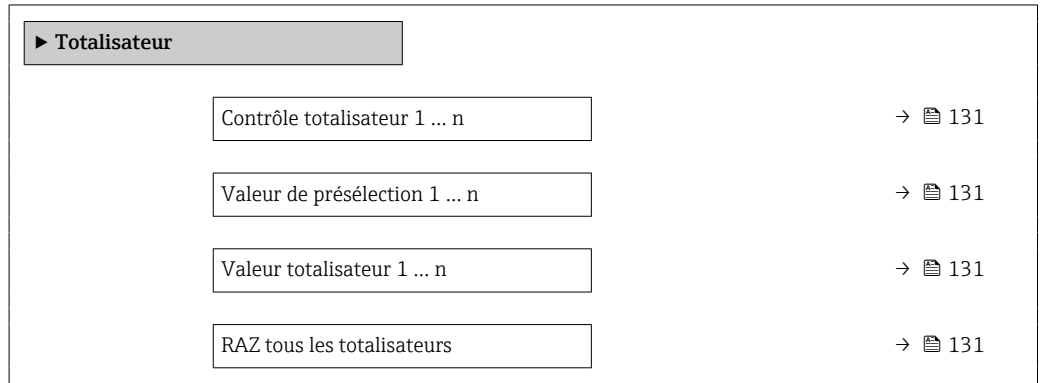 ▶ Totalisateur
Contrôle totalisateur 1 … n → 131
Valeur de présélection 1 … n → 131
Valeur totalisateur 1 … n → 131
RAZ tous les totalisateurs → 131